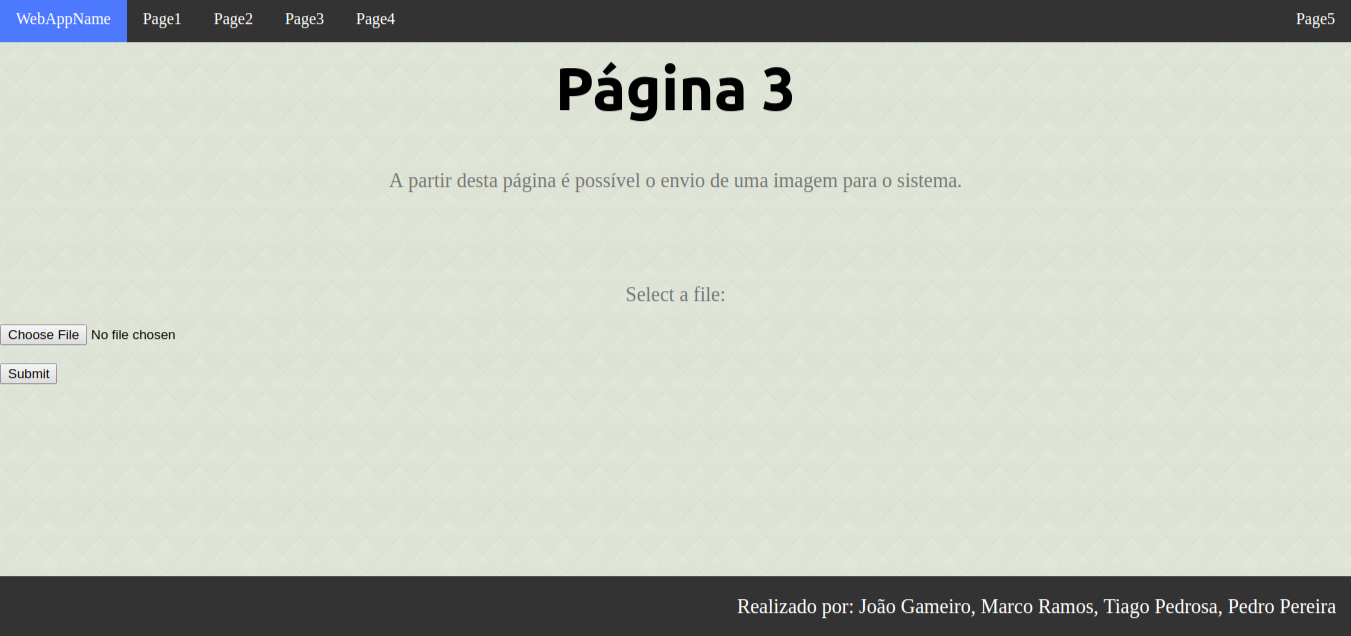 WebAppName Page1 Page2 Page3 Page4 Page5
Página 3
A partir desta página é possível o envio de uma imagem para o sistema.
Select a file:
Choose File No file chosen
Submit
Realizado por: João Gameiro, Marco Ramos, Tiago Pedrosa, Pedro Pereira